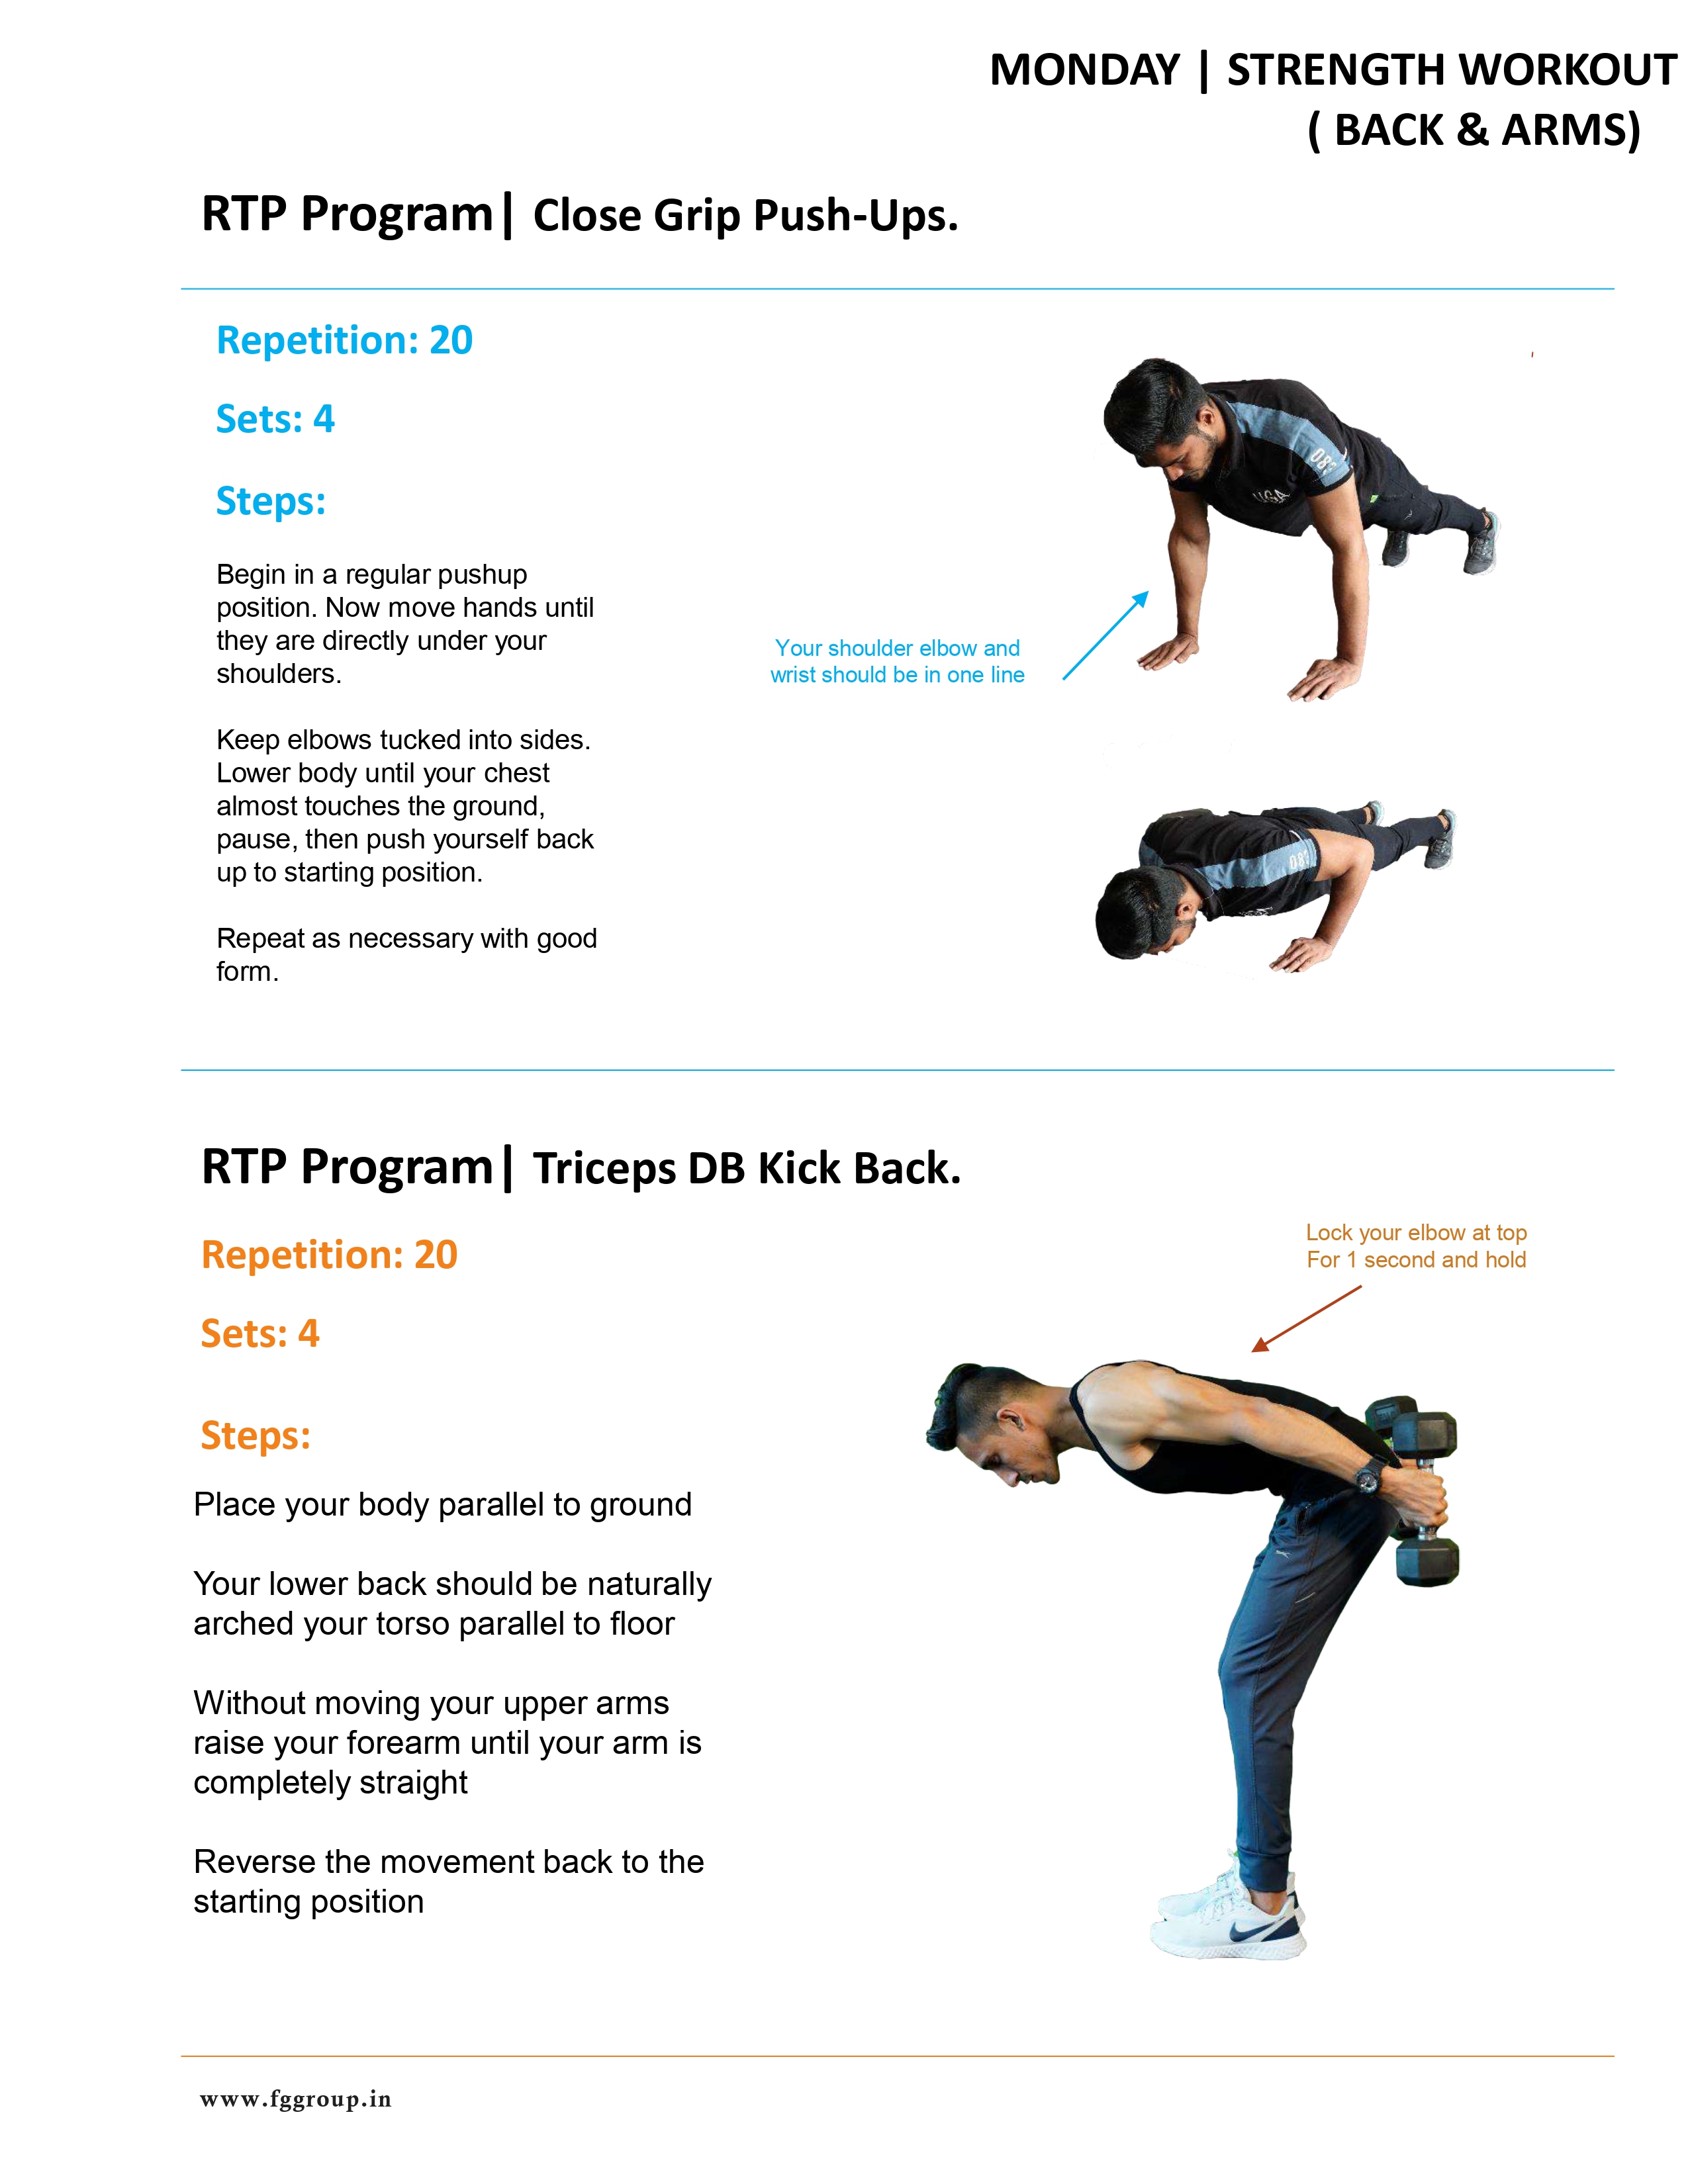 MONDAY | STRENGTH WORKOUT
( BACK & ARMS)
RTP Program| Close Grip Push-Ups.
Repetition: 20
Sets: 4
Steps:
Begin in a regular pushup
position. Now move hands until
they are directly under your
shoulders.
Keep elbows tucked into sides.
Lower body until your chest
almost touches the ground,
pause, then push yourself back
up to starting position.
Repeat as necessary with good
form.
Your shoulder elbow and
wrist should be in one line
RTP Program| Triceps DB Kick Back.
Repetition: 20
Sets: 4
Steps:
Place your body parallel to ground
Your lower back should be naturally
arched your torso parallel to floor
Without moving your upper arms
raise your forearm until your arm is
completely straight
Reverse the movement back to the
starting position
Lock your elbow at top
For 1 second and hold
www.fggroup.in